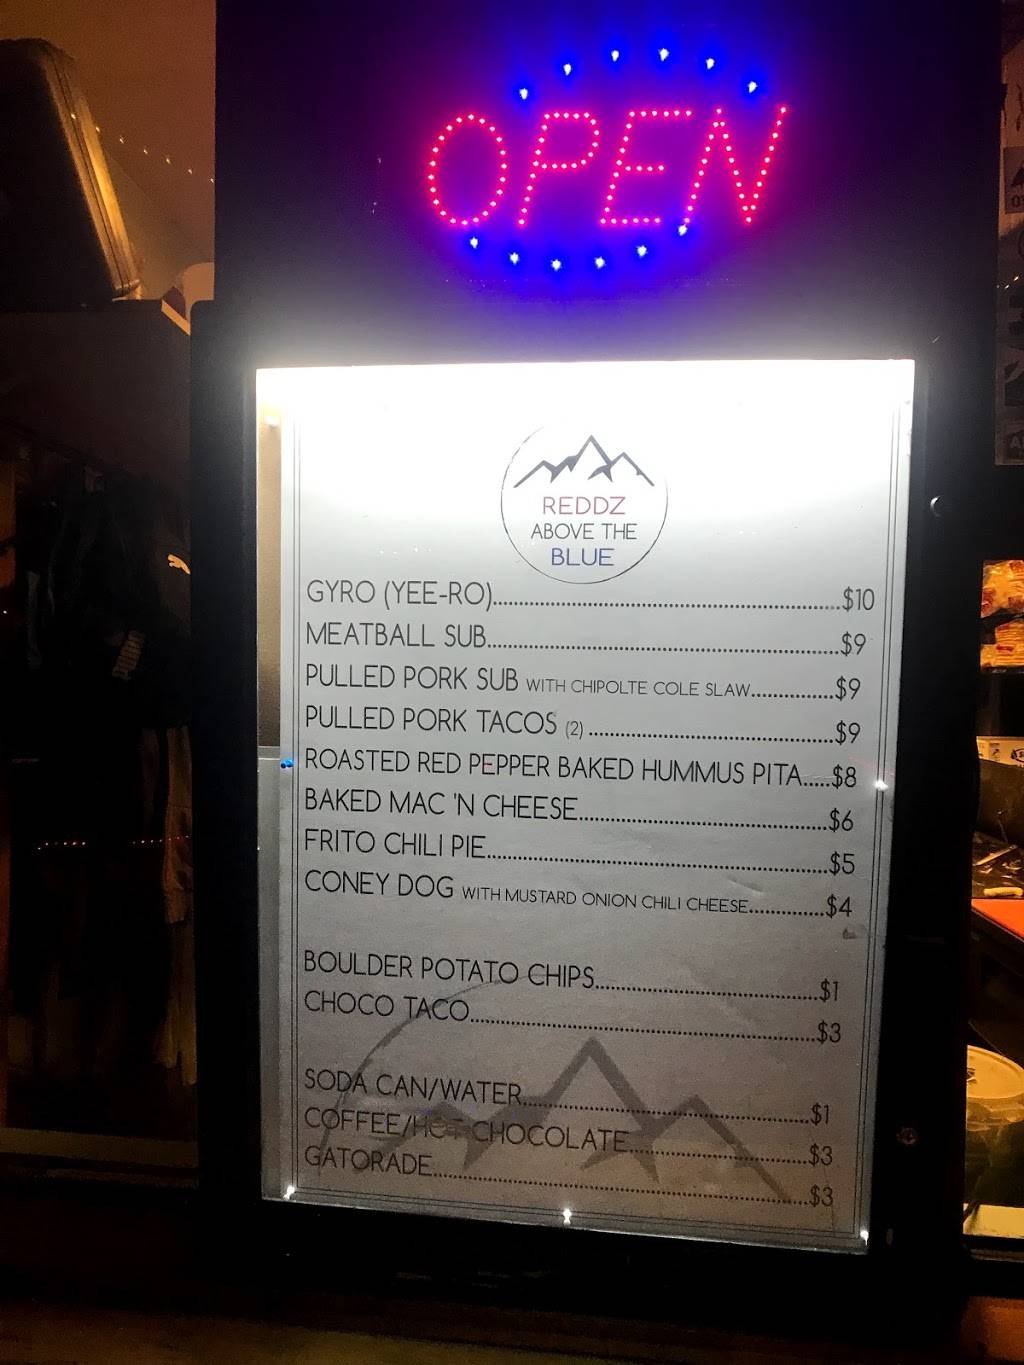 OPEN
REDDZ
ABOVE THE
BLUE
GYRO (YEE-RO)....$10
MEATBALL SUB....$9
PULLED PORK SUB WITH CHIPOLTE COLE SLAW....$9
PULLED PORK TACOS (2)....$9
ROASTED RED PEPPER BAKED HUMMUS PITA.....$8
BAKED MAC 'N CHEESE....$6
FRITO CHILI PIE....$5
CONEY DOG WITH MUSTARD ONION CHILI CHEESE....$4
BOULDER POTATO CHIPS....$1
CHOCO TACO....$3
SODA CAN/WATER....$1
COFFEE/HOT CHOCOLATE....$3
GATORADE....$3